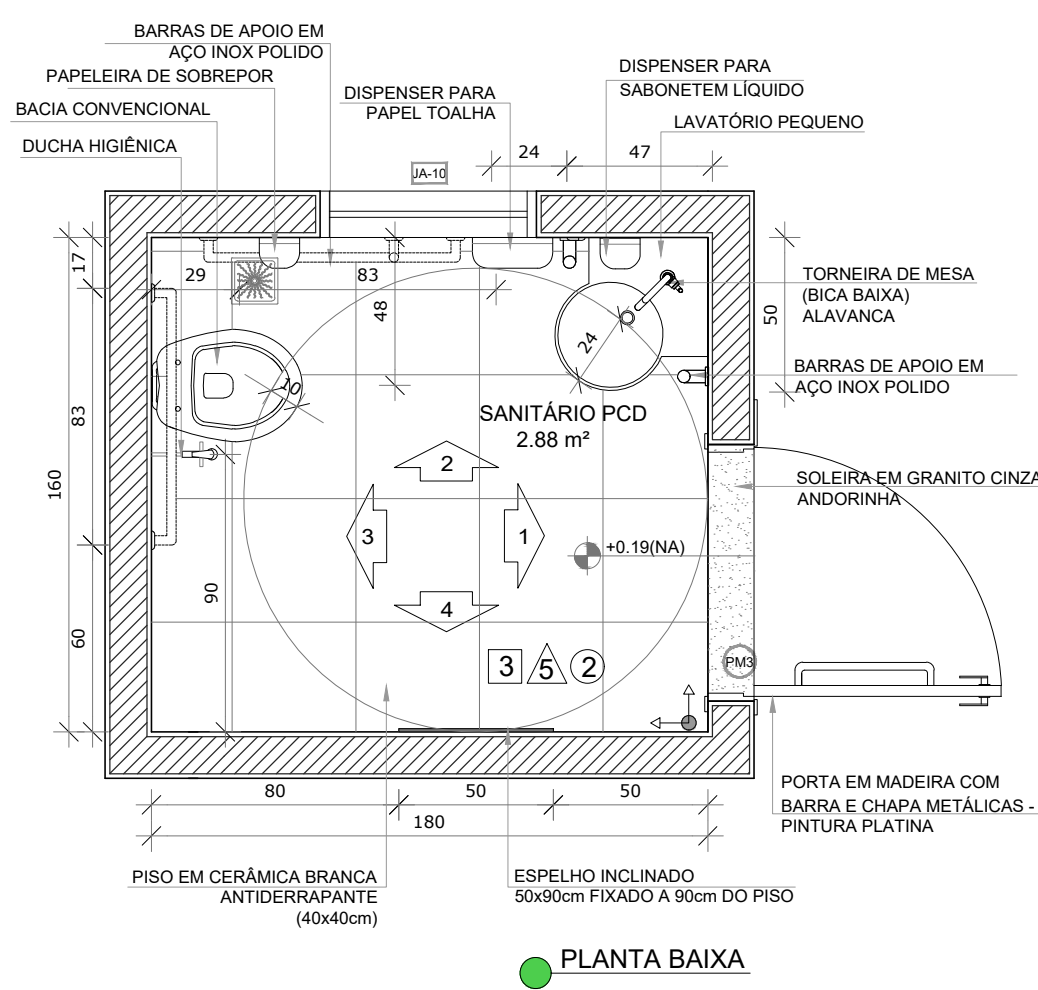 BARRAS DE APOIO EM
AÇO INOX POLIDO
PAPELEIRA DE SOBREPOR
BACIA CONVENCIONAL
DUCHA HIGIÊNICA
DISPENSER PARA
PAPEL TOALHA
DISPENSER PARA
SABONETEM LÍQUIDO
LAVATÓRIO PEQUENO
24
47
JA-10
17
29
83
48
50
TORNEIRA DE MESA
(BICA BAIXA)
ALAVANCA
24
10
BARRAS DE APOIO EM
AÇO INOX POLIDO
SANITÁRIO PCD
2.88 m²
83
160
2
3
1
4
SOLEIRA EM GRANITO CINZA
ANDORINHA
+0.19(NA)
90
60
3
5
2
PM3
80
50
50
180
PORTA EM MADEIRA COM
BARRA E CHAPA METÁLICAS -
PINTURA PLATINA
PISO EM CERÂMICA BRANCA
ANTIDERRAPANTE
(40x40cm)
ESPELHO INCLINADO
50x90cm FIXADO A 90cm DO PISO
PLANTA BAIXA